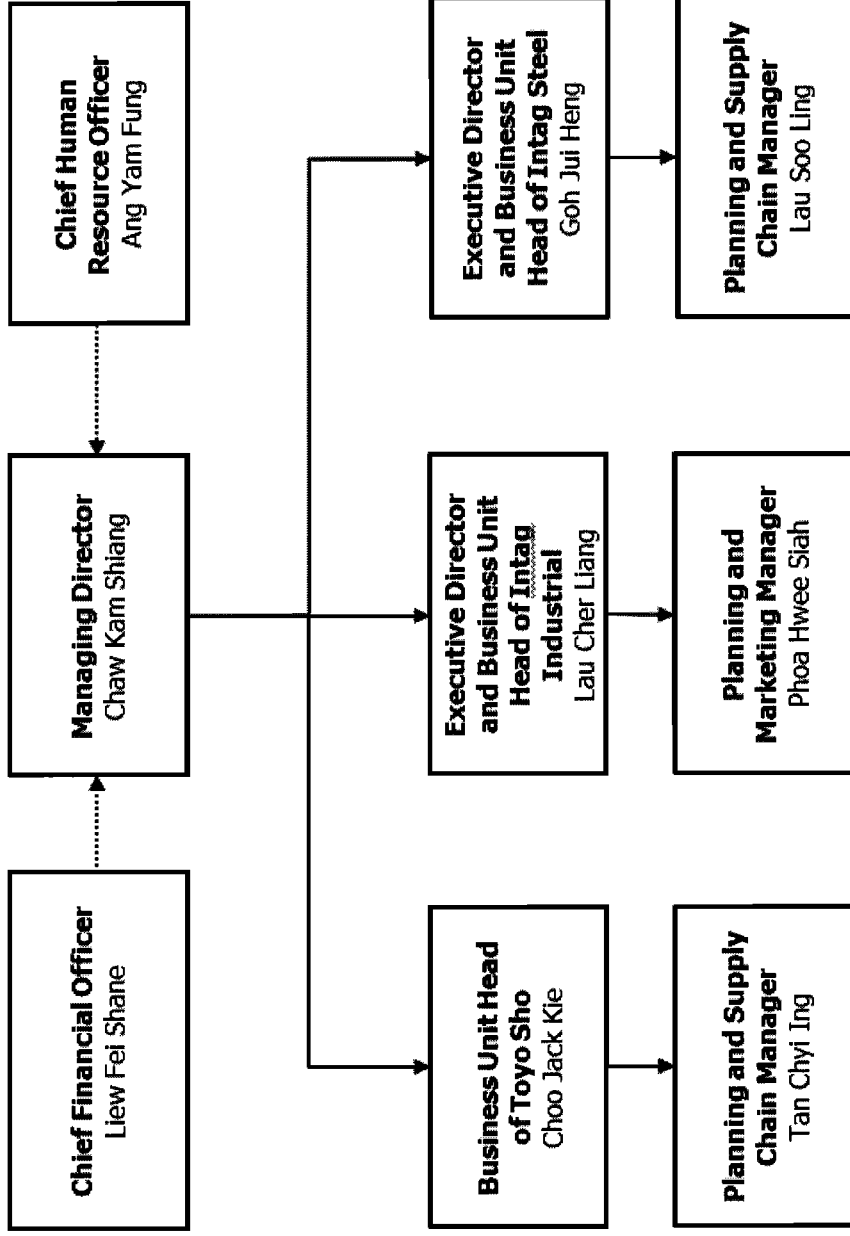 Chief Financial Officer
Liew Fei Shane
Managing Director
Chaw Kam Shiang
Chief Human
Resource Officer
Ang Yam Fung
Business Unit Head
of Toyo Sho
Choo Jack Kie
Executive Director
and Business Unit
Head of Intag
Industrial
Lau Cher Liang
Executive Director
and Business Unit
Head of Intag Steel
Goh Jui Heng
Planning and Supply
Chain Manager
Tan Chyi Ing
Planning and
Marketing Manager
Phoa Hwee Siah
Planning and Supply
Chain Manager
Lau Soo Ling